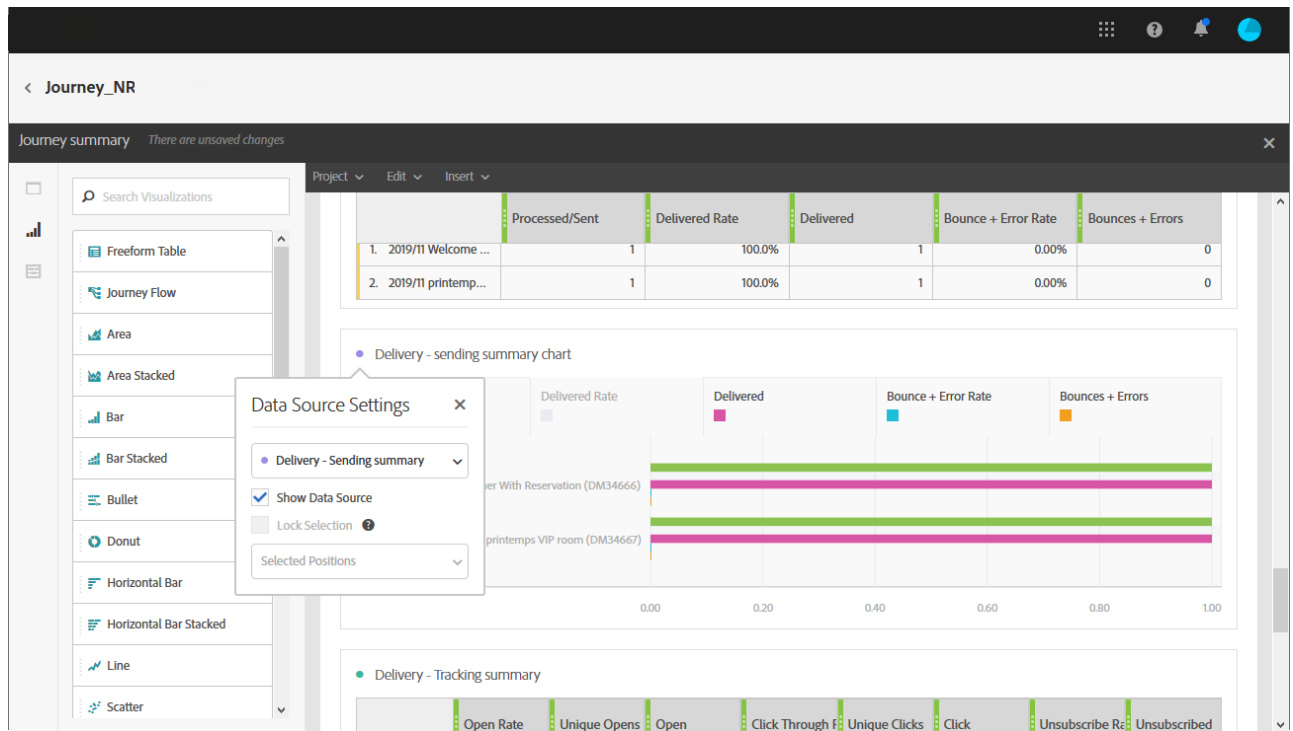 Journey_NR
Journey summary There are unsaved changes
Project Edit Insert
Search Visualizations
Freeform Table
Journey Flow
Area
Area Stacked
Bar
Bar Stacked
Bullet
Donut
Horizontal Bar
Horizontal Bar Stacked
Line
Scatter
Processed/Sent Delivered Rate Delivered Bounce + Error Rate Bounces + Errors
1. 2019/11 Welcome ... 1 100.0% 1 0.00% 0
2. 2019/11 printemp... 1 100.0% 1 0.00% 0
Delivery - sending summary chart
Delivered Rate Delivered Bounce + Error Rate Bounces + Errors
With Reservation (DM34666)
printemps VIP room (DM34667)
0.00 0.20 0.40 0.60 0.80 1.00
Data Source Settings
Delivery - Sending summary
Show Data Source
Lock Selection ?
Selected Positions
Delivery - Tracking summary
Open Rate Unique Opens Open Click Through Unique Clicks Click Unsubscribe Unsubscribed